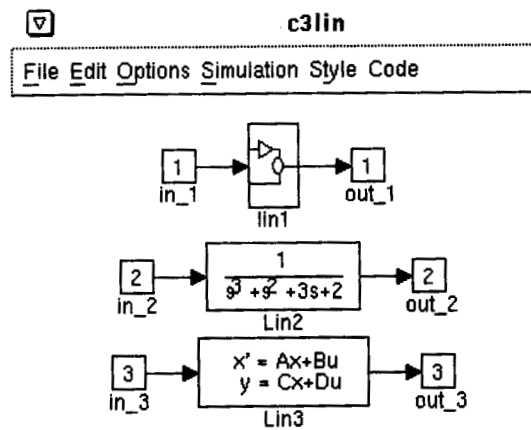 c3lin
File Edit Options Simulation Style Code
1 1
in_1 lin1 out_1
2 1 2
s³ +s² +3s+2
in_2 Lin2 out_2
3 x' = Ax+Bu 3
y = Cx+Du
in_3 Lin3 out_3